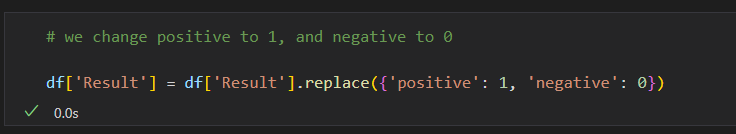 # we change positive to 1, and negative to 0
df['Result'] = df['Result'].replace({'positive': 1, 'negative': 0})
0.0s